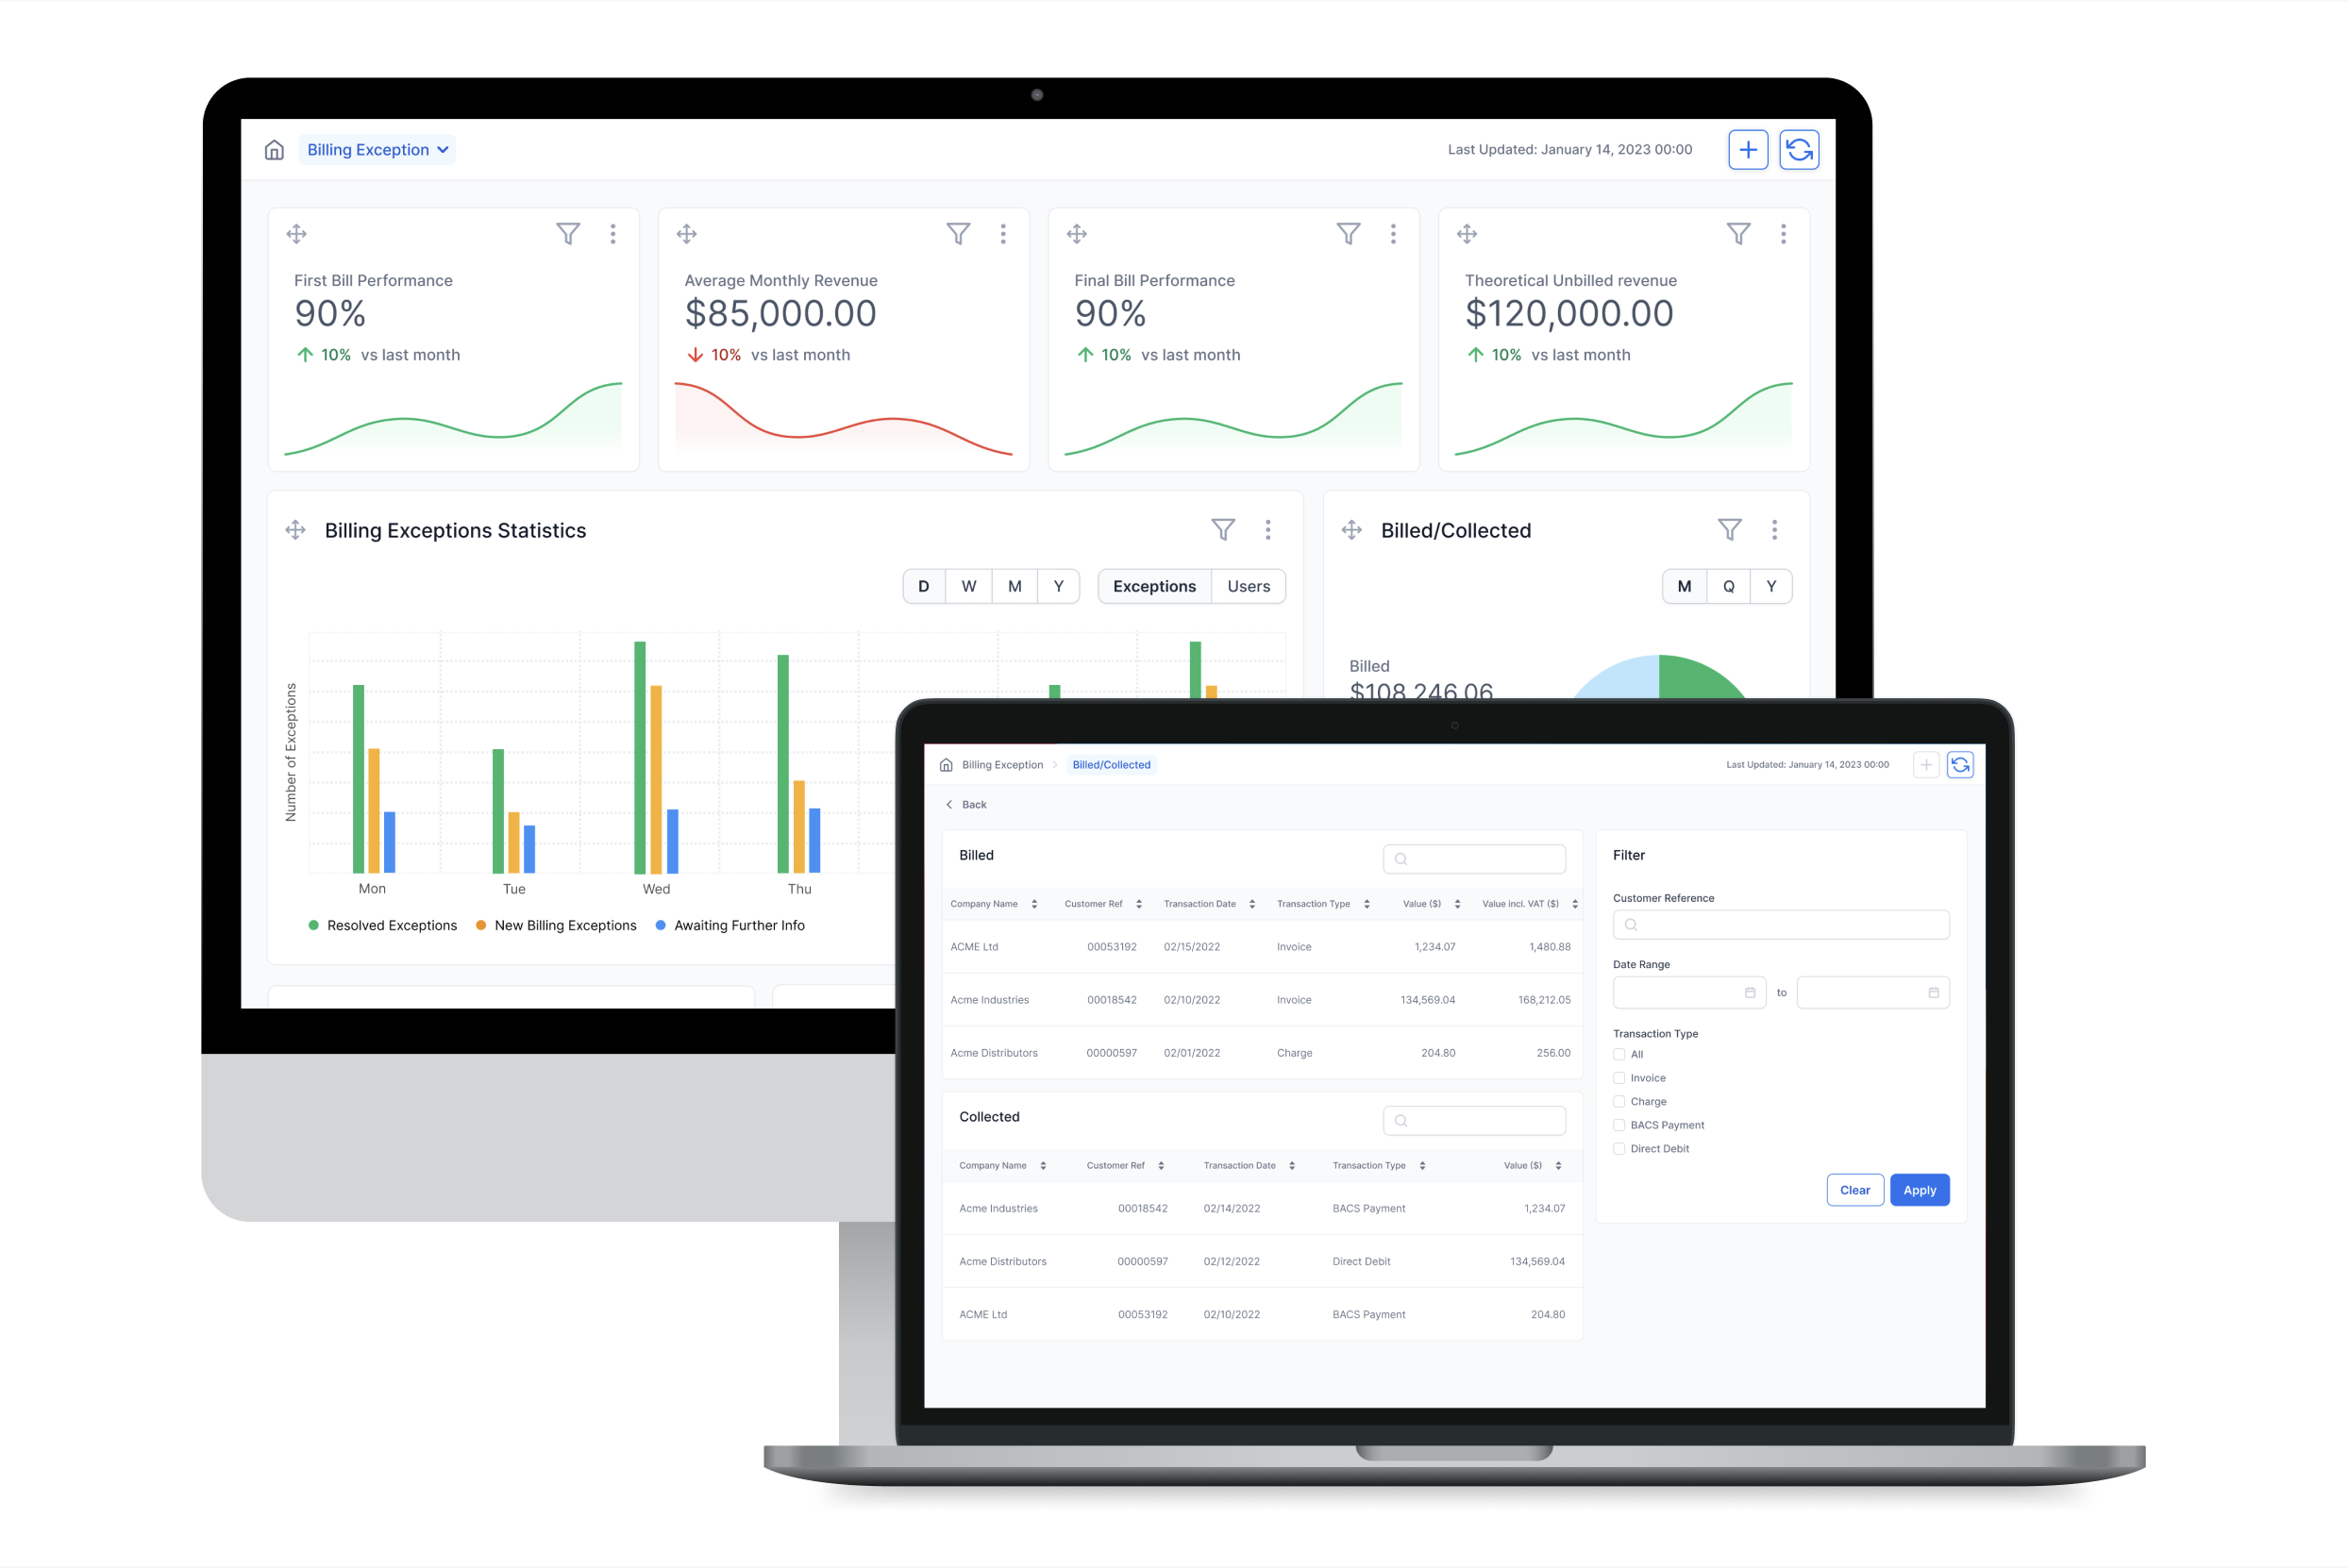 Billing Exception
Last Updated: January 14, 2023 00:00
First Bill Performance
90%
10% vs last month
Average Monthly Revenue
$85,000.00
10% vs last month
Final Bill Performance
90%
10% vs last month
Theoretical Unbilled revenue
$120,000.00
10% vs last month
Billing Exceptions Statistics
D W M Y Exceptions Users
Number of Exceptions
Mon Tue Wed Thu
Resolved Exceptions New Billing Exceptions Awaiting Further Info
Billed/Collected
M Q Y
Billed
$108,246.06
Billing Exception Billed/Collected
Last Updated: January 14, 2023 00:00
Back
Billed
Company Name Customer Ref Transaction Date Transaction Type Value ($) Value incl. VAT ($)
ACME Ltd 00053192 02/15/2022 Invoice 1,234.07 1,480.88
Acme Industries 00018542 02/10/2022 Invoice 134,569.04 168,212.05
Acme Distributors 00000597 02/01/2022 Charge 204.80 256.00
Collected
Company Name Customer Ref Transaction Date Transaction Type Value ($)
Acme Industries 00018542 02/14/2022 BACS Payment 1,234.07
Acme Distributors 00000597 02/12/2022 Direct Debit 134,569.04
ACME Ltd 00053192 02/10/2022 BACS Payment 204.80
Filter
Customer Reference
Date Range
to
Transaction Type
All
Invoice
Charge
BACS Payment
Direct Debit
Clear Apply